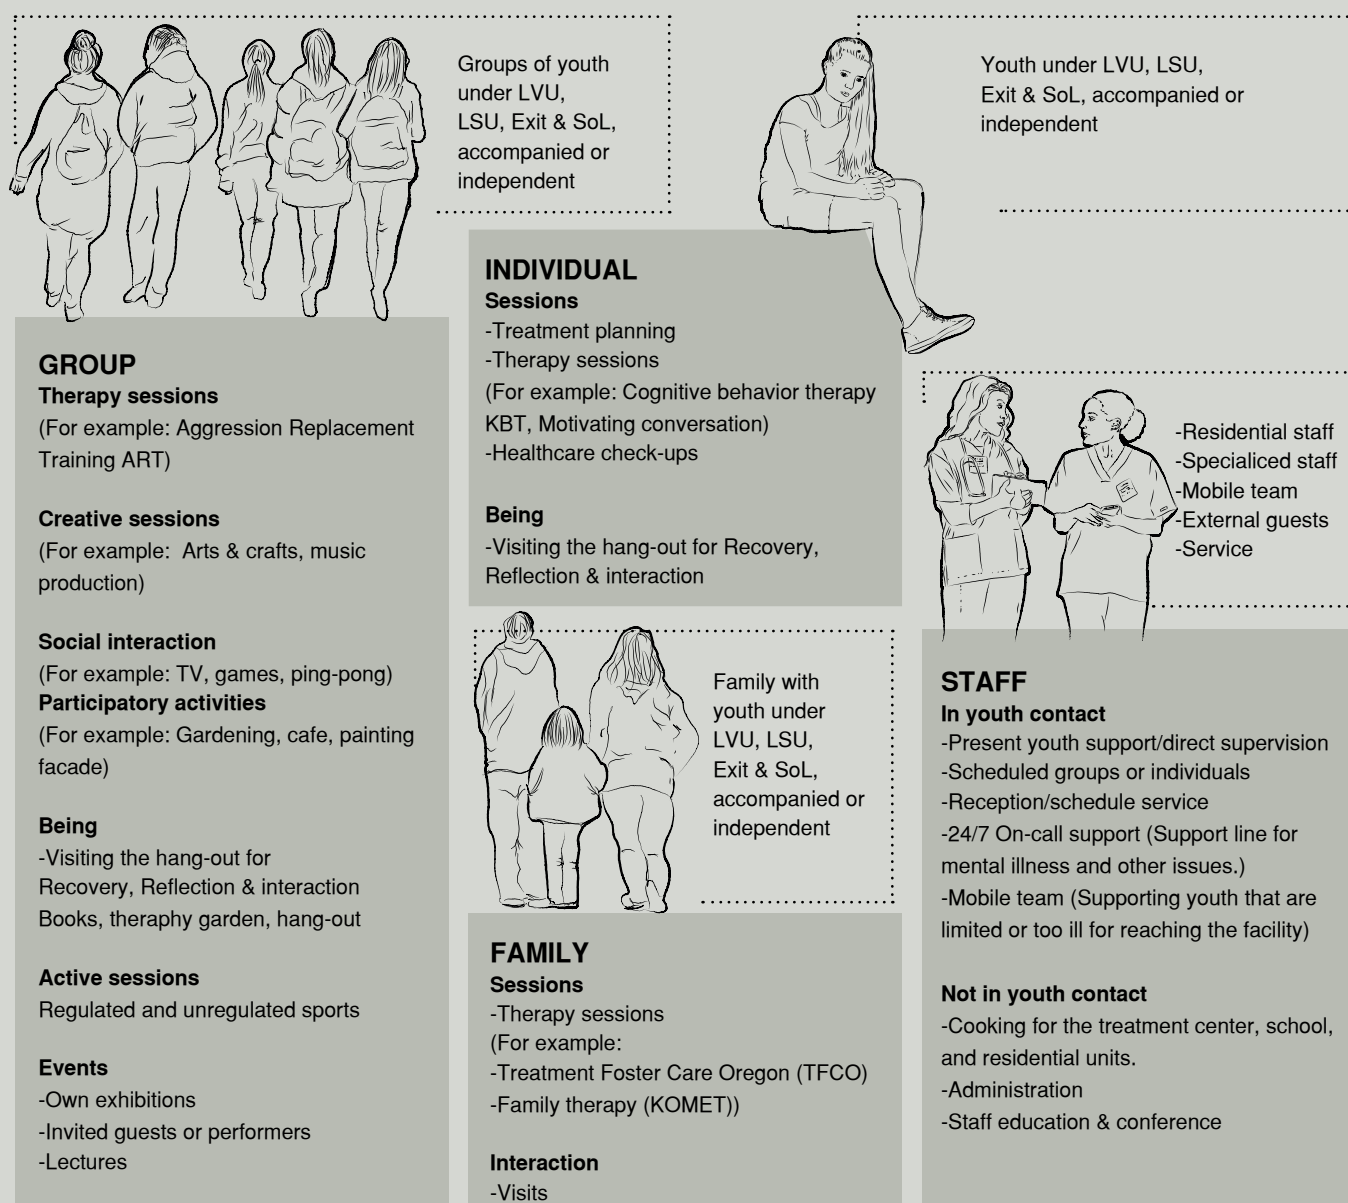 Groups of youth
under LVU,
LSU, Exit & SoL,
accompanied or
independent
Youth under LVU, LSU,
Exit & SoL, accompanied or
independent
GROUP
Therapy sessions
(For example: Aggression Replacement
Training ART)
Creative sessions
(For example:  Arts & crafts, music
production)
Social interaction
(For example: TV, games, ping-pong)
Participatory activities
(For example: Gardening, cafe, painting
facade)
Being
-Visiting the hang-out for
Recovery, Reflection & interaction
Books, theraphy garden, hang-out
Active sessions
Regulated and unregulated sports
Events
-Own exhibitions
-Invited guests or performers
-Lectures
INDIVIDUAL
Sessions
-Treatment planning
-Therapy sessions
(For example: Cognitive behavior therapy
KBT, Motivating conversation)
-Healthcare check-ups
Being
-Visiting the hang-out for Recovery,
Reflection & interaction
Family with
youth under
LVU, LSU,
Exit & SoL,
accompanied or
independent
FAMILY
Sessions
-Therapy sessions
(For example:
-Treatment Foster Care Oregon (TFCO)
-Family therapy (KOMET))
Interaction
-Visits
-Residential staff
-Specialiced staff
-Mobile team
-External guests
-Service
STAFF
In youth contact
-Present youth support/direct supervision
-Scheduled groups or individuals
-Reception/schedule service
-24/7 On-call support (Support line for
mental illness and other issues.)
-Mobile team (Supporting youth that are
limited or too ill for reaching the facility)
Not in youth contact
-Cooking for the treatment center, school,
and residential units.
-Administration
-Staff education & conference